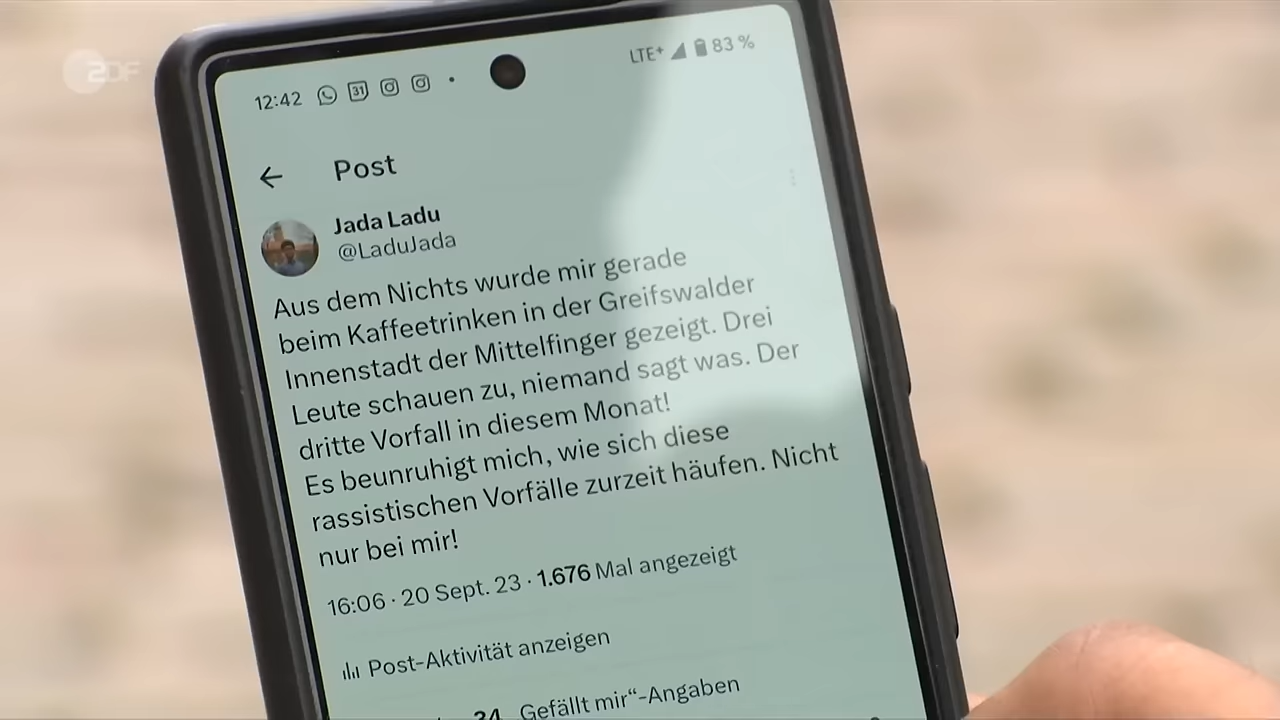 ZDF
12:42 31 LTE+ 83 %
Post
Jada Ladu
@LaduJada
Aus dem Nichts wurde mir gerade
beim Kaffeetrinken in der Greifswalder
Innenstadt der Mittelfinger gezeigt. Drei
Leute schauen zu, niemand sagt was. Der
dritte Vorfall in diesem Monat!
Es beunruhigt mich, wie sich diese
rassistischen Vorfälle zurzeit häufen. Nicht
nur bei mir!
16:06 · 20 Sept. 23 · 1.676 Mal angezeigt
Post-Aktivität anzeigen
Gefällt mir“-Angaben